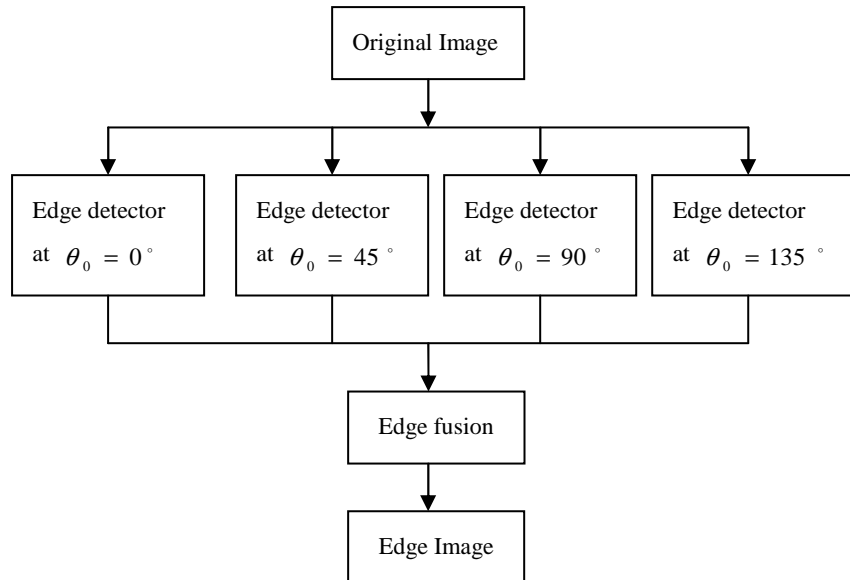 Original Image
Edge detector
at θ₀ = 0°
Edge detector
at θ₀ = 45°
Edge detector
at θ₀ = 90°
Edge detector
at θ₀ = 135°
Edge fusion
Edge Image